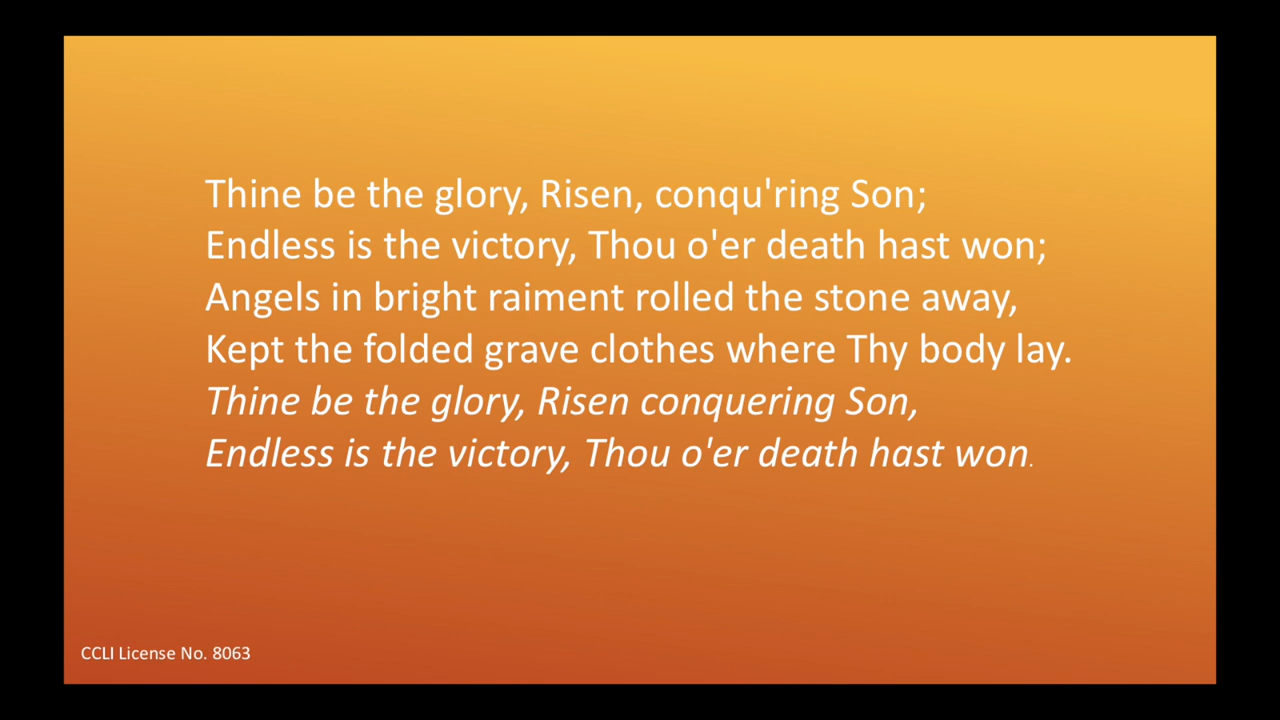 Thine be the glory, Risen, conqu'ring Son;
Endless is the victory, Thou o'er death hast won;
Angels in bright raiment rolled the stone away,
Kept the folded grave clothes where Thy body lay.
Thine be the glory, Risen conquering Son,
Endless is the victory, Thou o'er death hast won.
CCLI License No. 8063